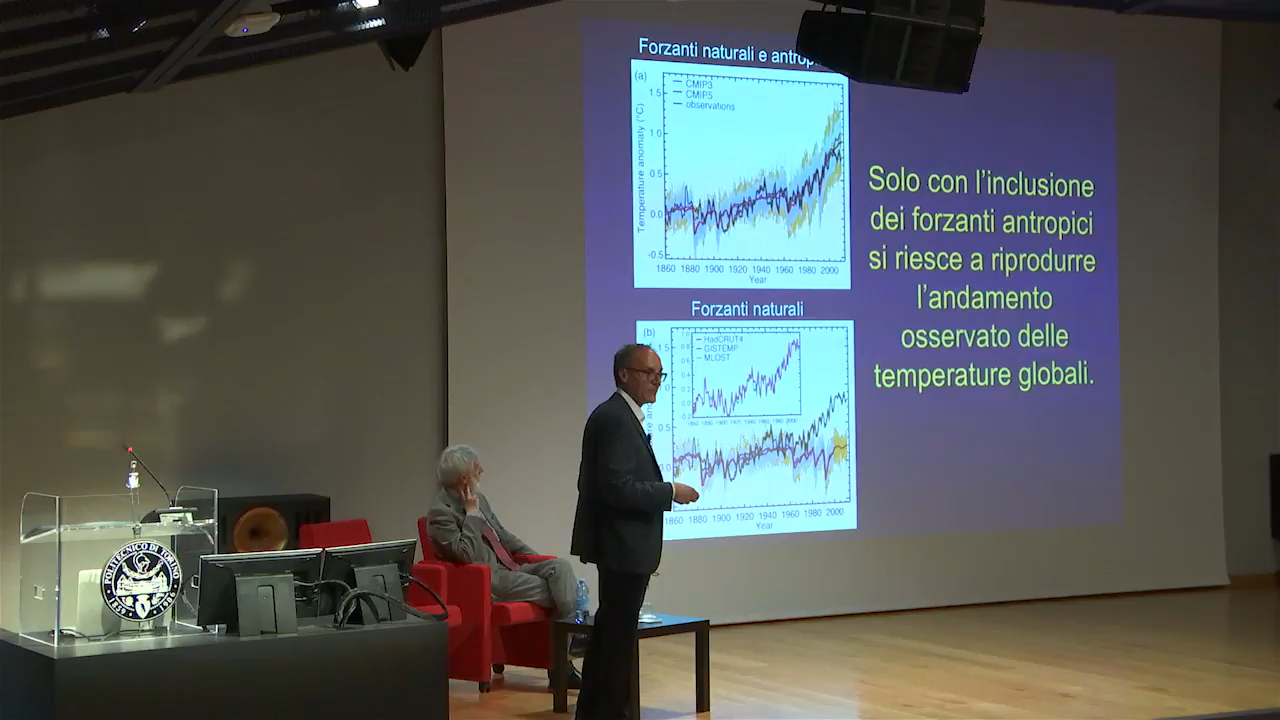 Forzanti naturali e
(a)
CMIP3
CMIP5
observations
Temperature anomaly (°C)
1.5
1.0
0.5
0.0
-0.5
1860 1880 1900 1920 1940 1960 1980 2000
Year
Solo con l'inclusione
dei forzanti antropici
si riesce a riprodurre
l'andamento
osservato delle
temperature globali.
Forzanti naturali
(b)
HadCRUT4
GISTEMP
MLOST
1860 1880 1900 1920 1940 1960 1980 2000
Year
POLITECNICO DI TORINO